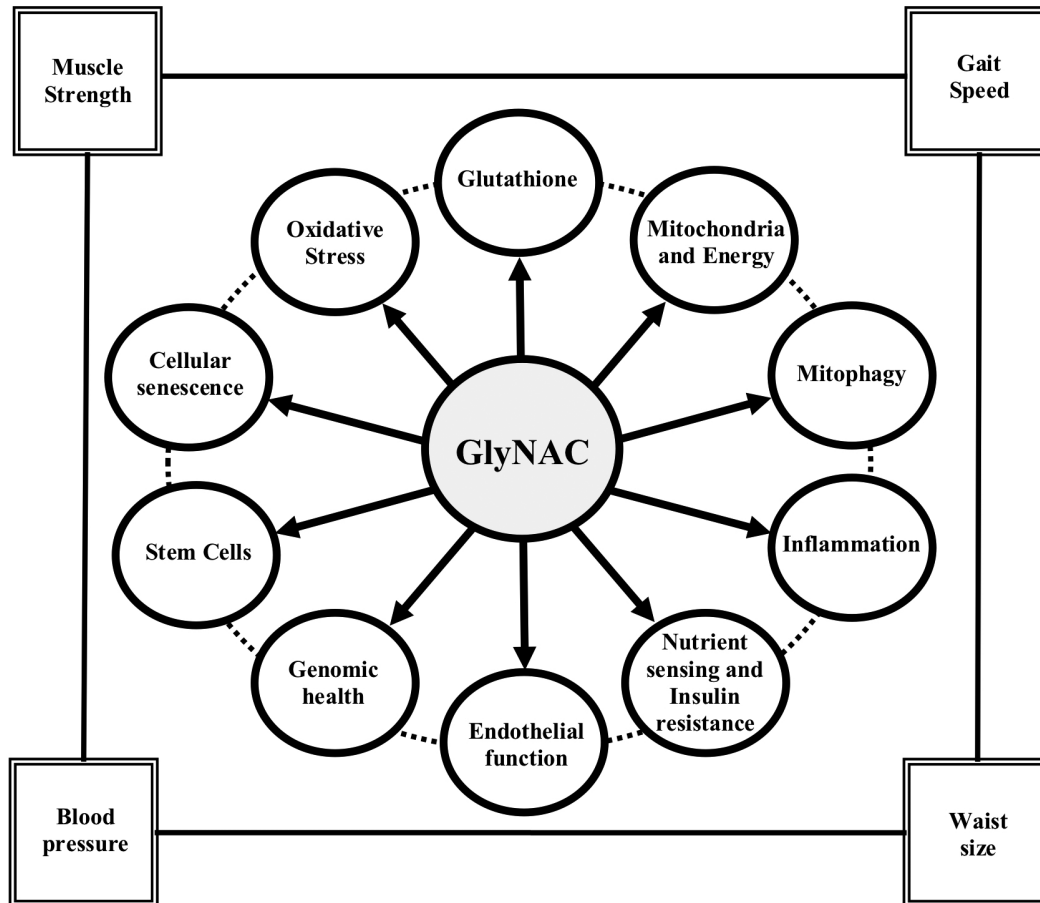 Muscle
Strength
Gait
Speed
Glutathione
Oxidative
Stress
Mitochondria
and Energy
Cellular
senescence
Mitophagy
GlyNAC
Stem Cells
Inflammation
Genomic
health
Nutrient
sensing and
Insulin
resistance
Endothelial
function
Blood
pressure
Waist
size